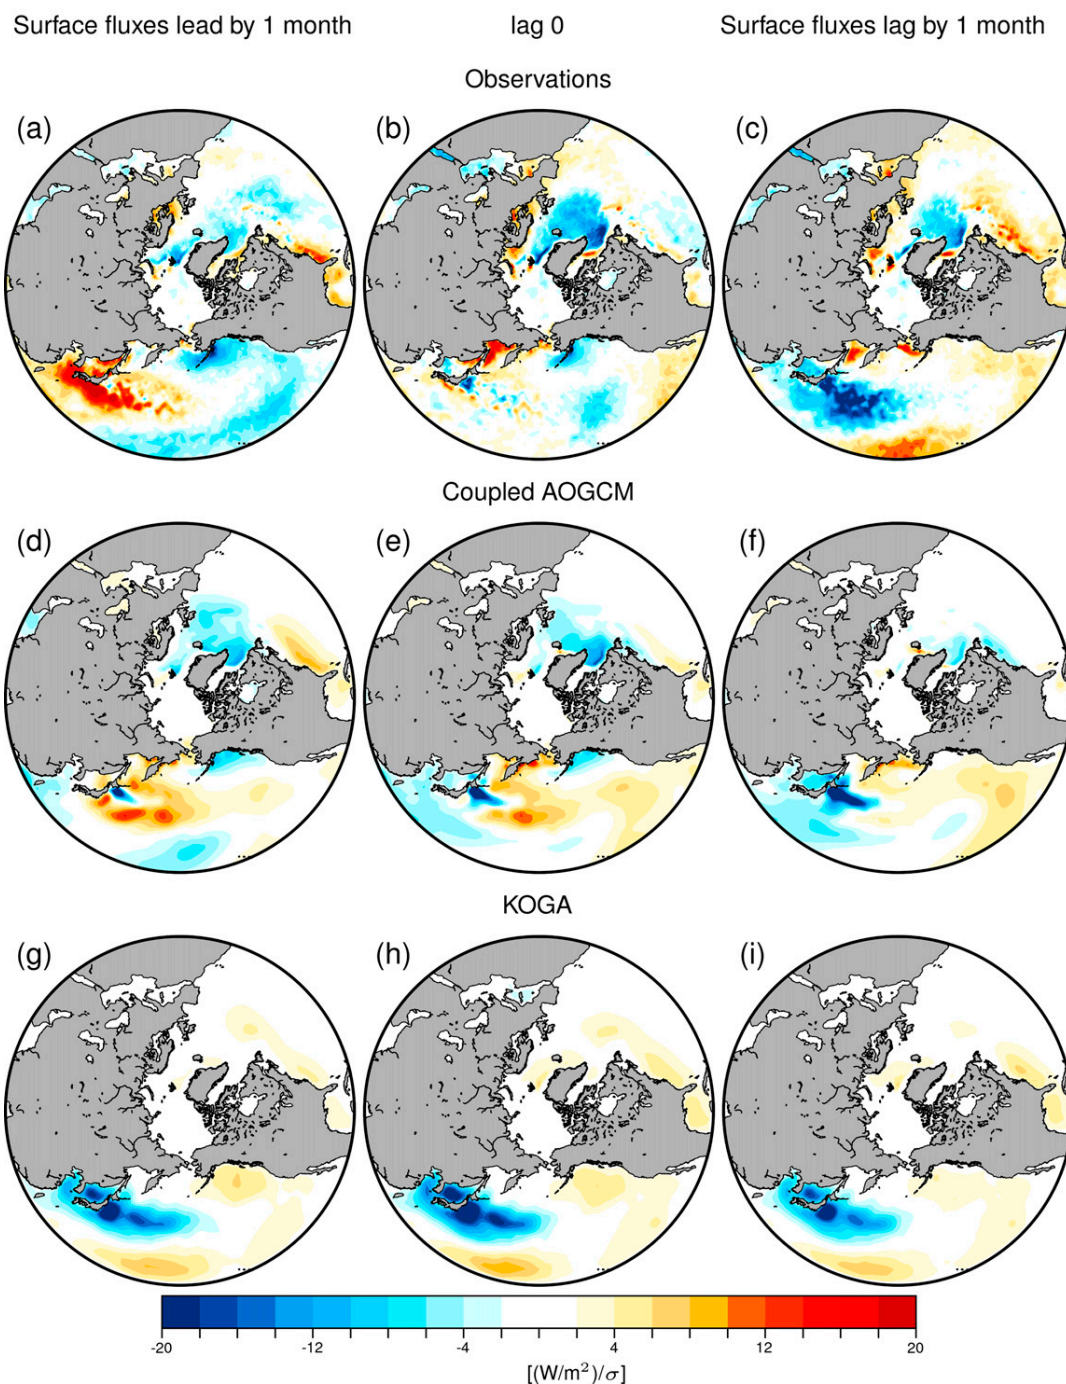 Surface fluxes lead by 1 month lag 0 Surface fluxes lag by 1 month
Observations
(a) (b) (c)
Coupled AOGCM
(d) (e) (f)
KOGA
(g) (h) (i)
-20 -12 -4 4 12 20
[(W/m²)/σ]